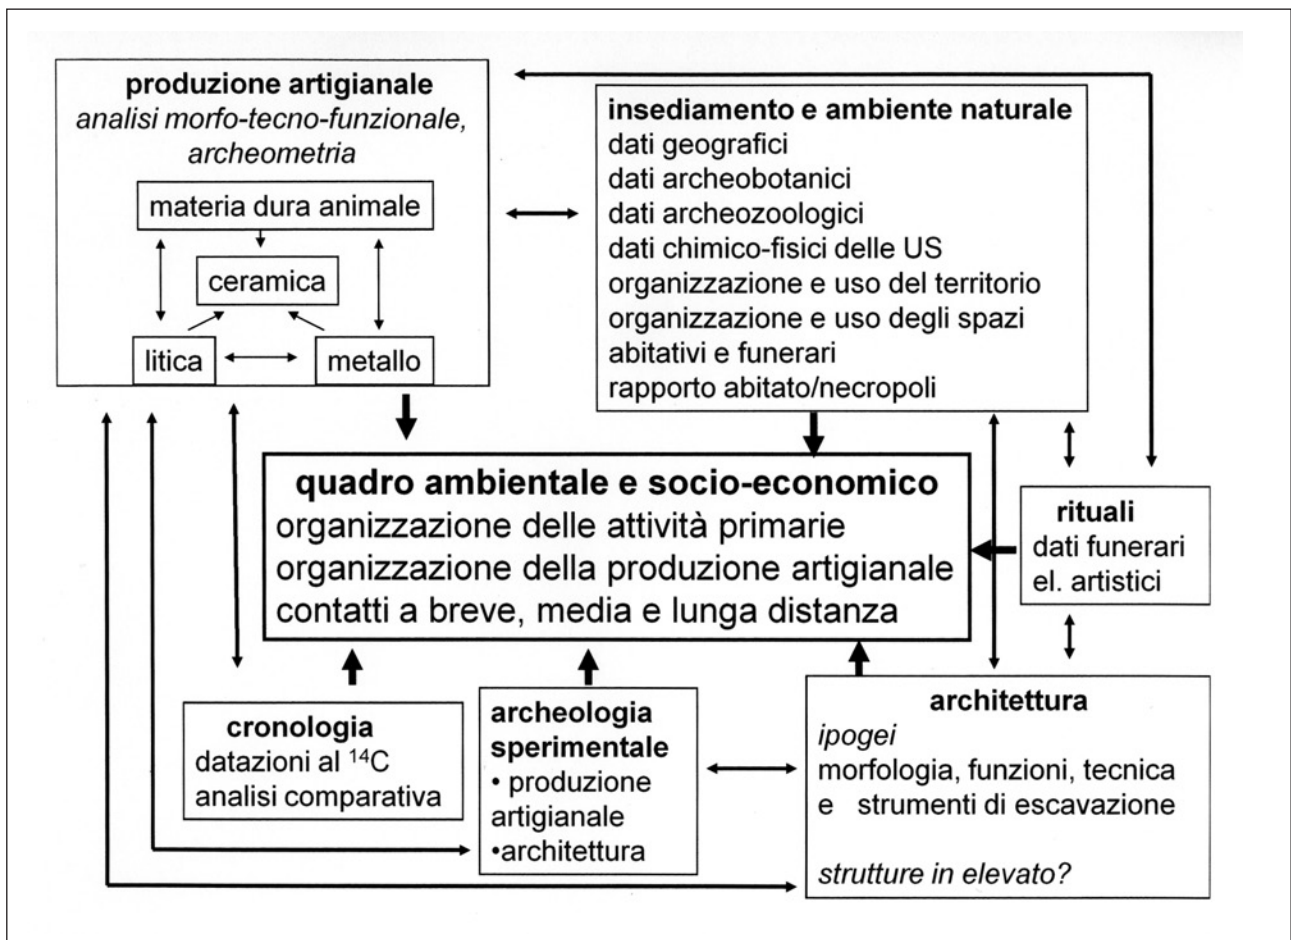 produzione artigianale
analisi morfo-tecno-funzionale,
archeometria
materia dura animale
ceramica
litica
metallo
insediamento e ambiente naturale
dati geografici
dati archeobotanici
dati archeozoologici
dati chimico-fisici delle US
organizzazione e uso del territorio
organizzazione e uso degli spazi
abitativi e funerari
rapporto abitato/necropoli
quadro ambientale e socio-economico
organizzazione delle attività primarie
organizzazione della produzione artigianale
contatti a breve, media e lunga distanza
rituali
dati funerari
el. artistici
cronologia
datazioni al ¹⁴C
analisi comparativa
archeologia
sperimentale
• produzione
artigianale
•architettura
architettura
ipogei
morfologia, funzioni, tecnica
e strumenti di escavazione
strutture in elevato?